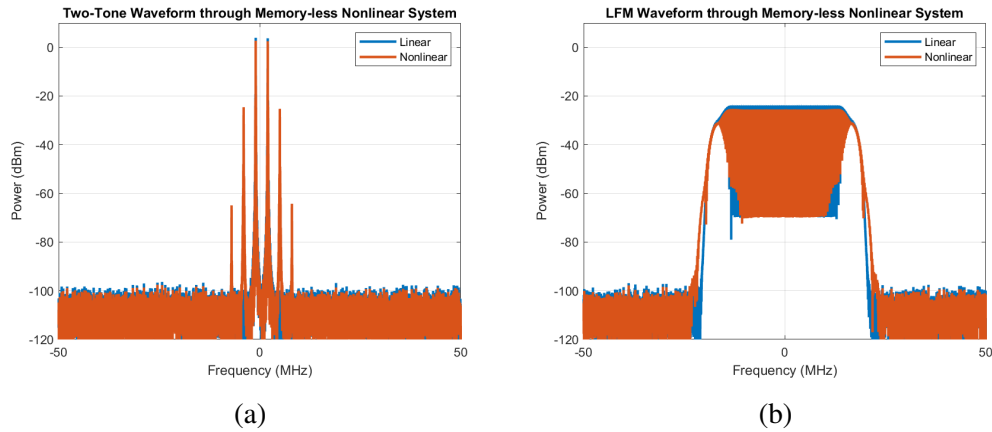 Two-Tone Waveform through Memory-less Nonlinear System
Linear
Nonlinear
0
-20
-40
-60
-80
-100
-120
Power (dBm)
-50
0
50
Frequency (MHz)
(a)
LFM Waveform through Memory-less Nonlinear System
Linear
Nonlinear
0
-20
-40
-60
-80
-100
-120
Power (dBm)
-50
0
50
Frequency (MHz)
(b)